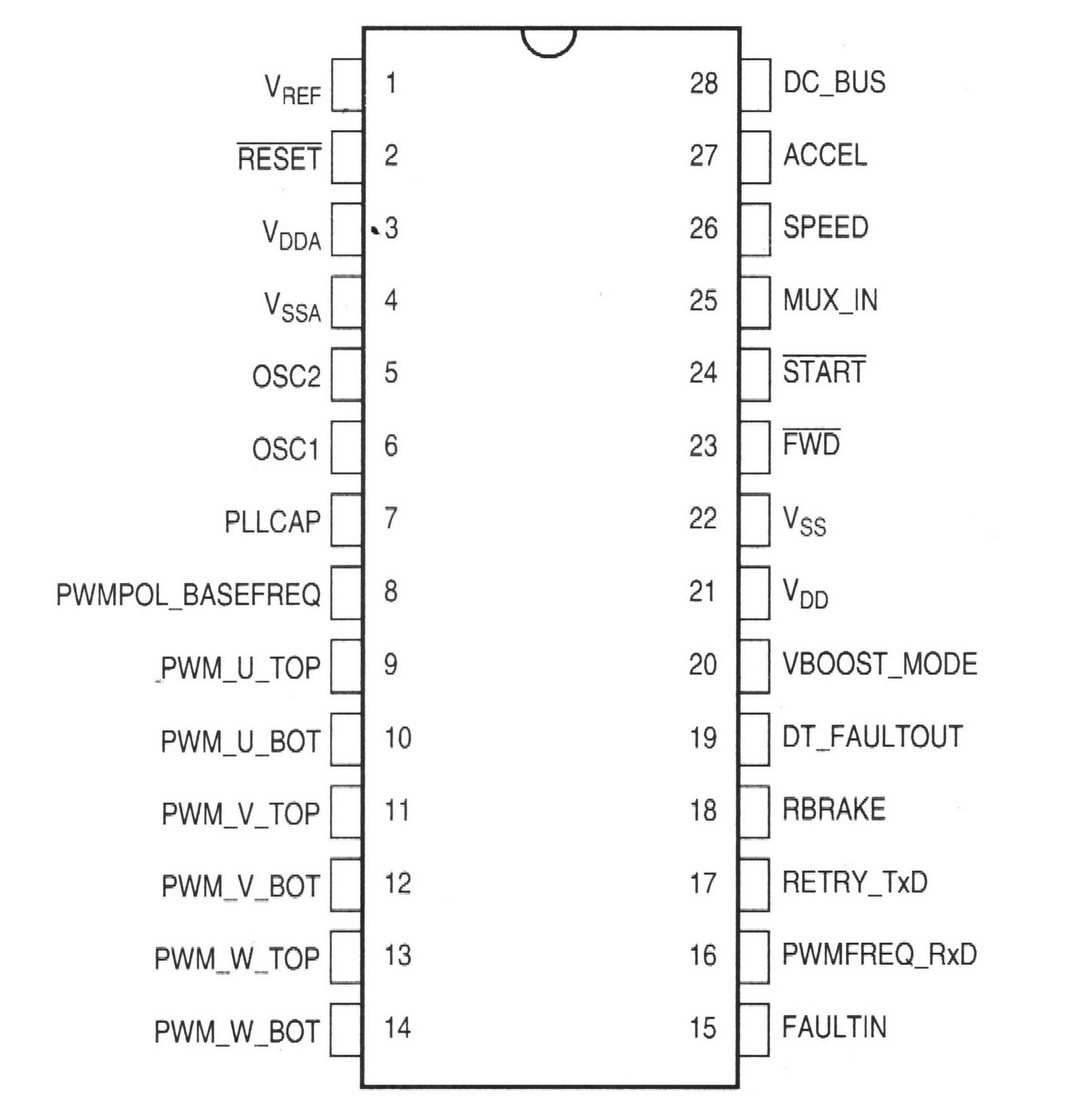 VREF 1 28 DC_BUS
RESET 2 27 ACCEL
VDDA 3 26 SPEED
VSSA 4 25 MUX_IN
OSC2 5 24 START
OSC1 6 23 FWD
PLLCAP 7 22 VSS
PWMPOL_BASEFREQ 8 21 VDD
PWM_U_TOP 9 20 VBOOST_MODE
PWM_U_BOT 10 19 DT_FAULTOUT
PWM_V_TOP 11 18 RBRAKE
PWM_V_BOT 12 17 RETRY_TxD
PWM_W_TOP 13 16 PWMFREQ_RxD
PWM_W_BOT 14 15 FAULTIN